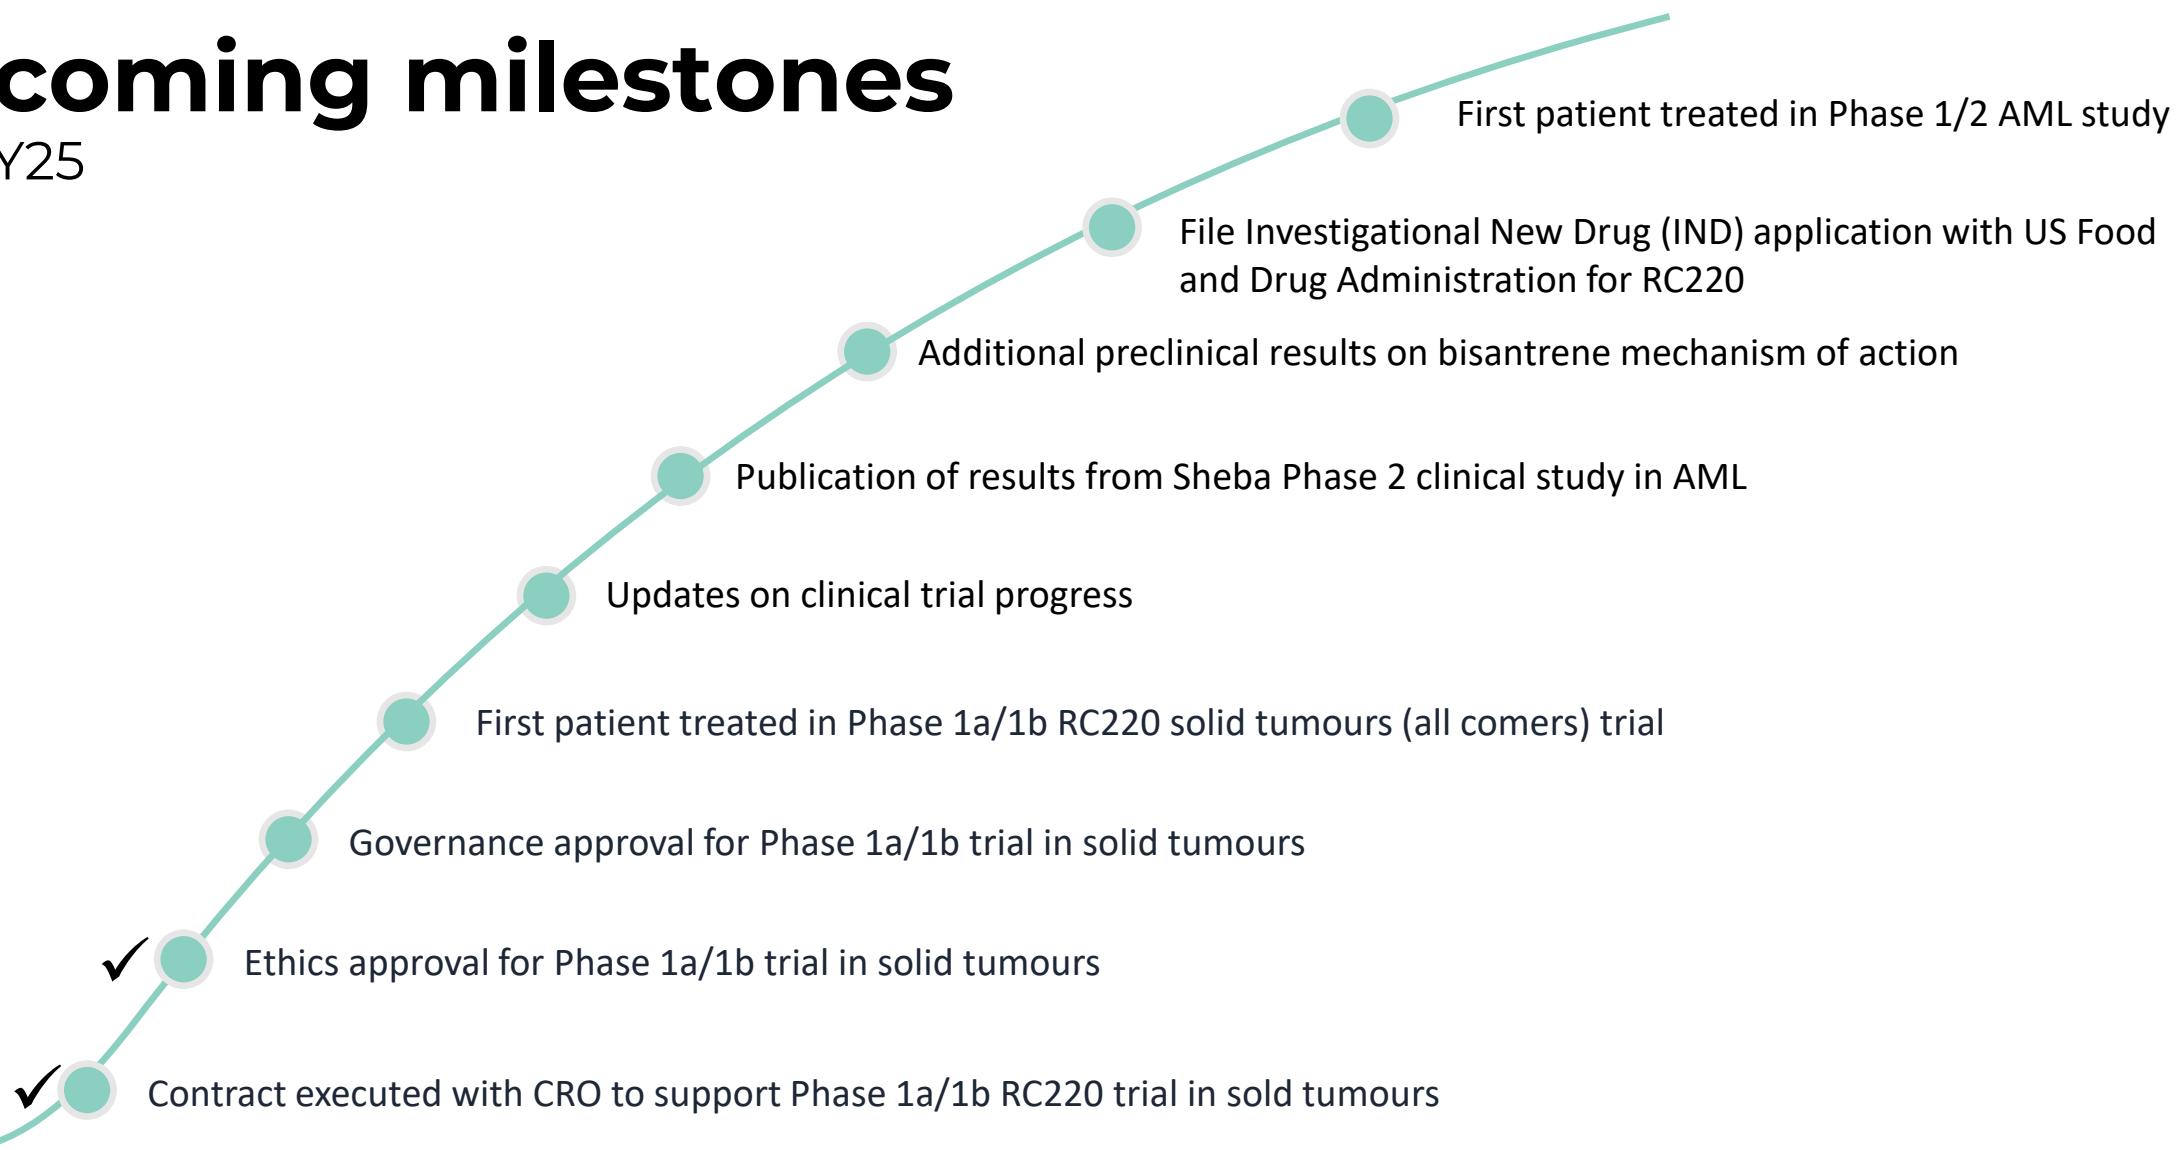 coming milestones
Y25
First patient treated in Phase 1/2 AML study
File Investigational New Drug (IND) application with US Food
and Drug Administration for RC220
Additional preclinical results on bisantrene mechanism of action
Publication of results from Sheba Phase 2 clinical study in AML
Updates on clinical trial progress
First patient treated in Phase 1a/1b RC220 solid tumours (all comers) trial
Governance approval for Phase 1a/1b trial in solid tumours
✓ Ethics approval for Phase 1a/1b trial in solid tumours
✓ Contract executed with CRO to support Phase 1a/1b RC220 trial in sold tumours